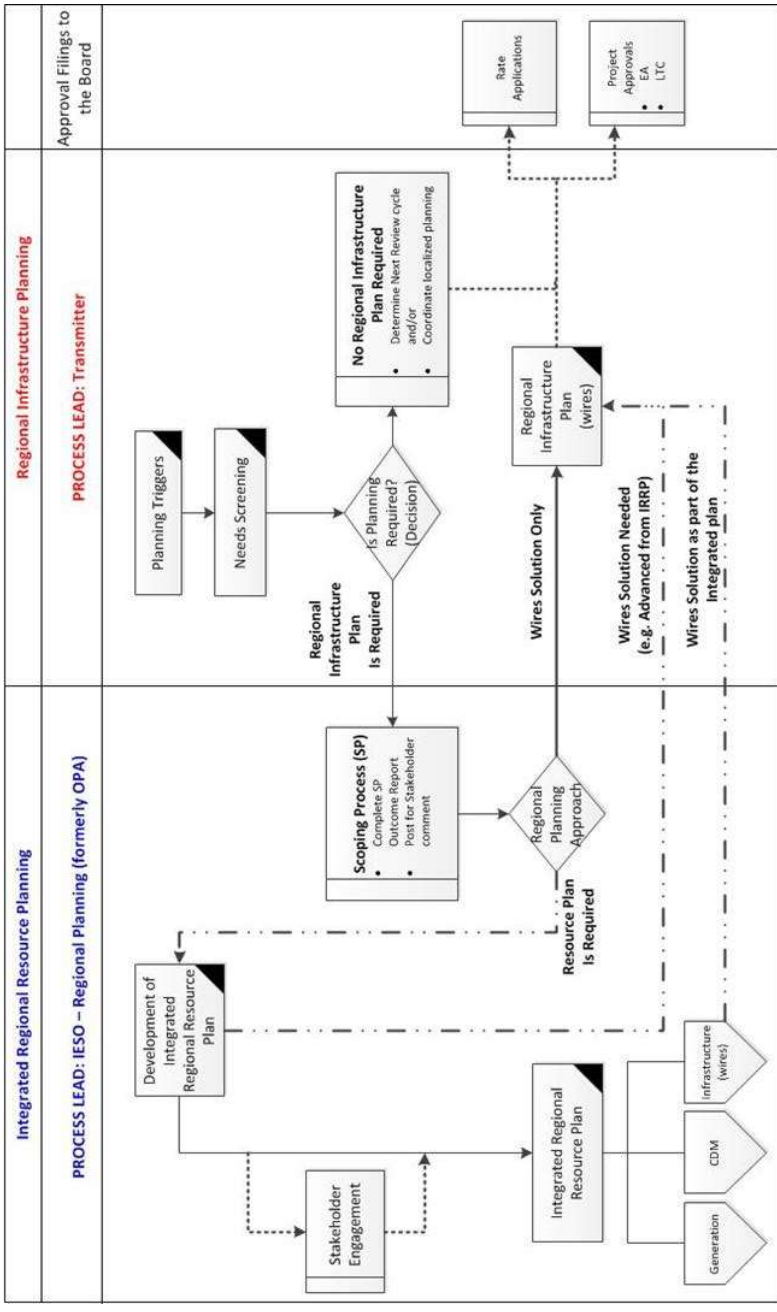 Integrated Regional Resource Planning
Regional Infrastructure Planning
PROCESS LEAD: IESO – Regional Planning (formerly OPA)
PROCESS LEAD: Transmitter
Approval Filings to
the Board
Planning Triggers
Needs Screening
Is Planning
Required?
(Decision)
Regional
Infrastructure
Plan
Is Required
No Regional Infrastructure
Plan Required
• Determine Next Review cycle
and/or
• Coordinate localized planning
Scoping Process (SP)
• Complete SP
Outcome Report
• Post for Stakeholder
comment
Regional
Planning
Approach
Wires Solution Only
Resource Plan
Is Required
Regional
Infrastructure
Plan
(wires)
Rate
Applications
Project
Approvals
• EA
• LTC
Development of
Integrated
Regional Resource
Plan
Stakeholder
Engagement
Wires Solution Needed
(e.g. Advanced from IRRP)
Wires Solution as part of the
Integrated plan
Integrated Regional
Resource Plan
Generation
CDM
Infrastructure
(wires)